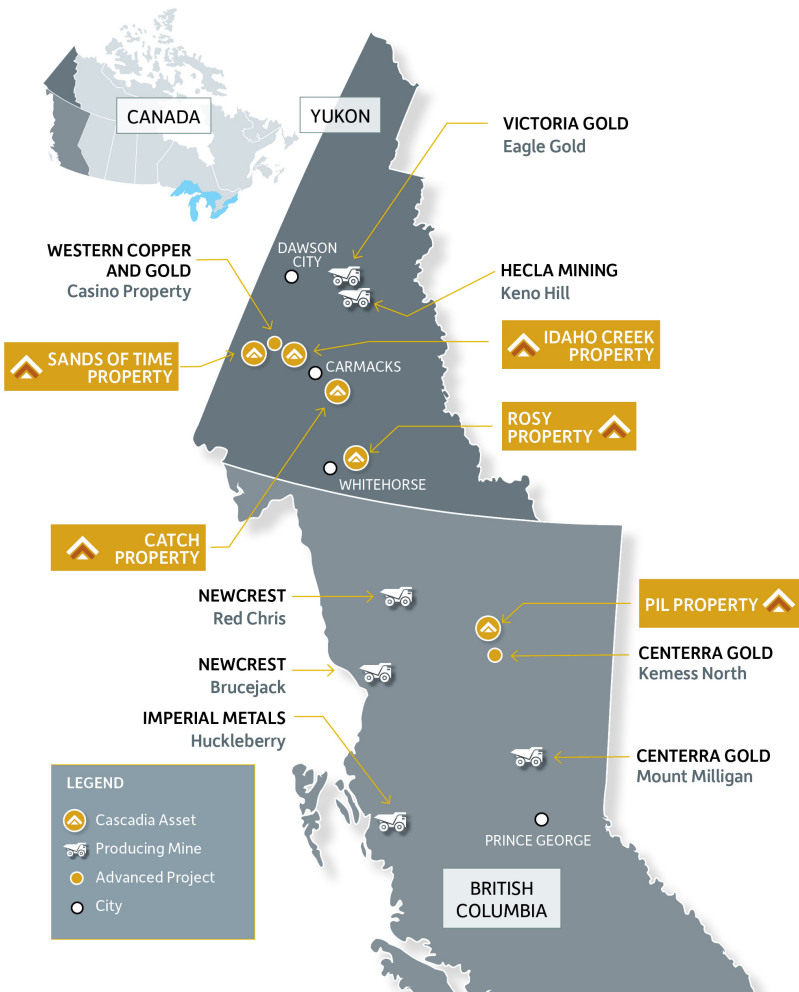 CANADA
YUKON
VICTORIA GOLD
Eagle Gold
DAWSON
CITY
WESTERN COPPER
AND GOLD
Casino Property
HECLA MINING
Keno Hill
SANDS OF TIME
PROPERTY
IDAHO CREEK
PROPERTY
CARMACKS
ROSY
PROPERTY
WHITEHORSE
CATCH
PROPERTY
NEWCREST
Red Chris
PIL PROPERTY
NEWCREST
Brucejack
CENTERRA GOLD
Kemess North
IMPERIAL METALS
Huckleberry
CENTERRA GOLD
Mount Milligan
LEGEND
Cascadia Asset
Producing Mine
Advanced Project
City
PRINCE GEORGE
BRITISH
COLUMBIA